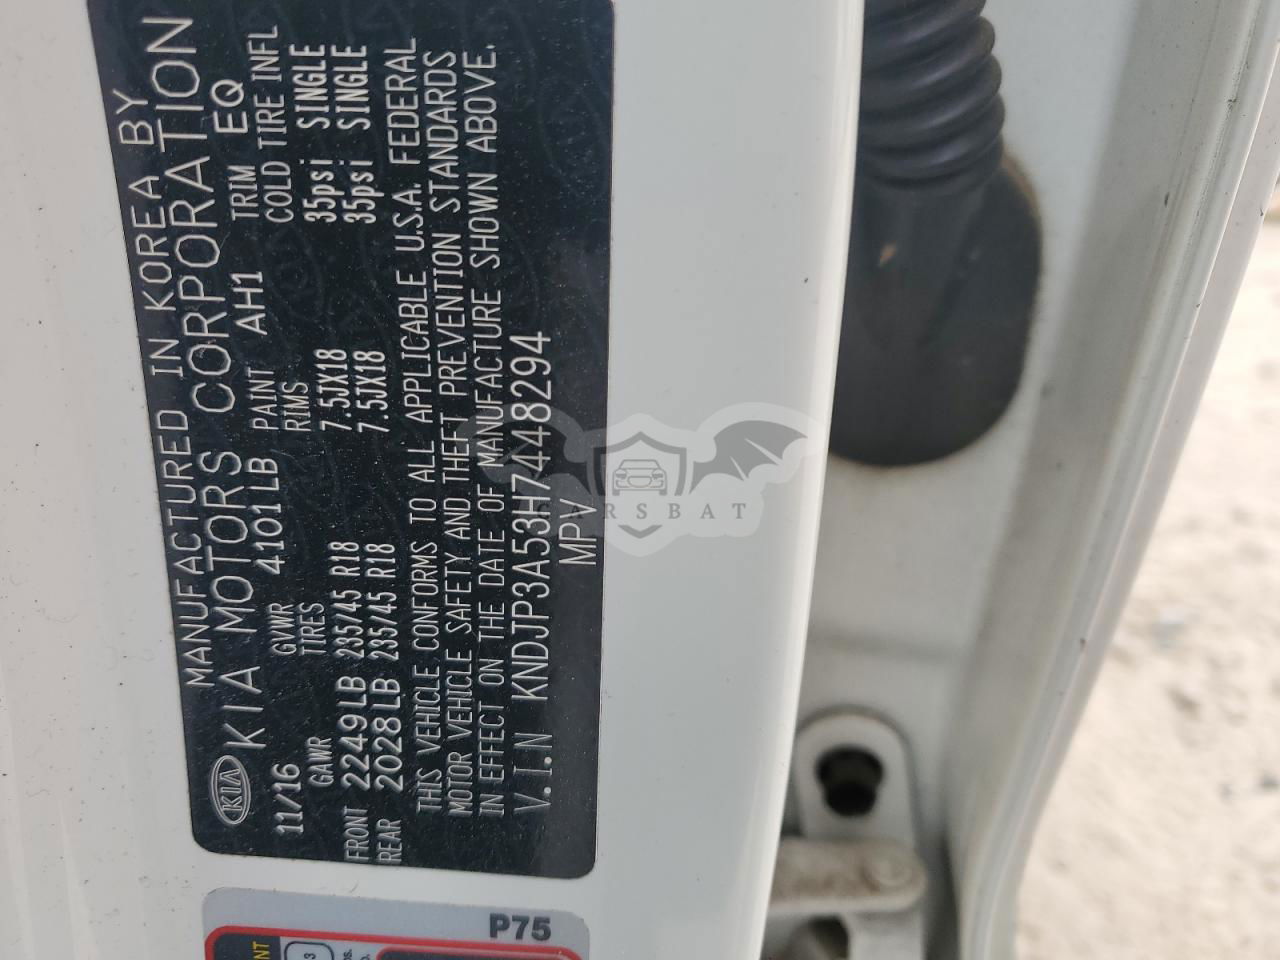 MANUFACTURED IN KOREA BY
KIA KIA MOTORS CORPORATION
11/16 GVWR 4101LB PAINT AH1 TRIM EQ
GAWR TIRES RIMS COLD TIRE INFL
FRONT 2249LB 235/45 R18 7.5JX18 35psi SINGLE
REAR 2028LB 235/45 R18 7.5JX18 35psi SINGLE
THIS VEHICLE CONFORMS TO ALL APPLICABLE U.S.A. FEDERAL
MOTOR VEHICLE SAFETY AND THEFT PREVENTION STANDARDS
IN EFFECT ON THE DATE OF MANUFACTURE SHOWN ABOVE.
V.I.N KNDJP3A53H7448294
MPV
CARSBAT
P75
3